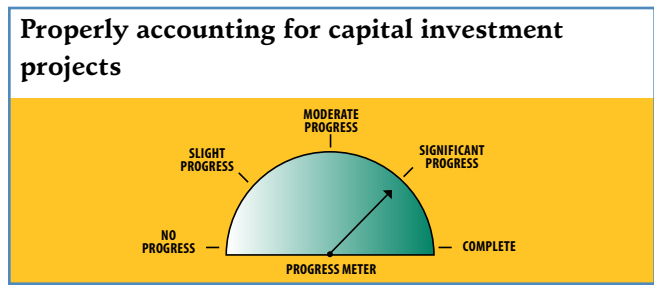 Properly accounting for capital investment
projects
MODERATE
PROGRESS
SLIGHT
PROGRESS
SIGNIFICANT
PROGRESS
NO
PROGRESS
COMPLETE
PROGRESS METER